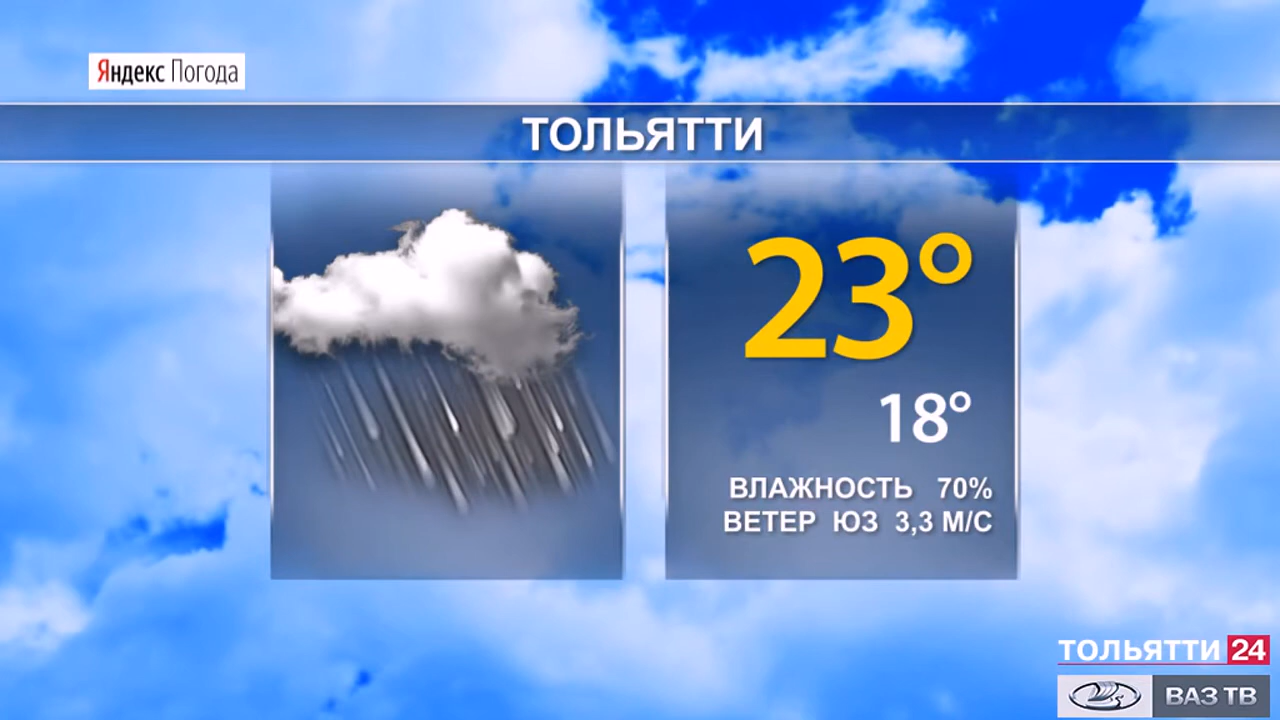 Яндекс Погода
ТОЛЬЯТТИ
23°
18°
ВЛАЖНОСТЬ 70%
ВЕТЕР ЮЗ 3,3 М/С
ТОЛЬЯТТИ 24
ВАЗ ТВ